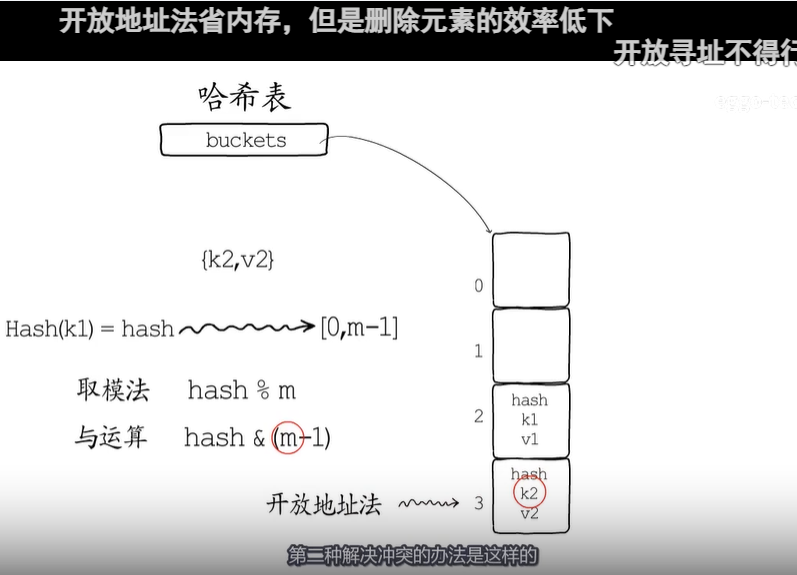 开放地址法省内存，但是删除元素的效率低下
开放寻址不得行
哈希表
buckets
{k2,v2}
0
Hash(k1) = hash
[0,m-1]
1
取模法 hash % m
与运算 hash & (m-1)
2
hash
k1
v1
开放地址法
3
hash
k2
v2
第二种解决冲突的办法是这样的